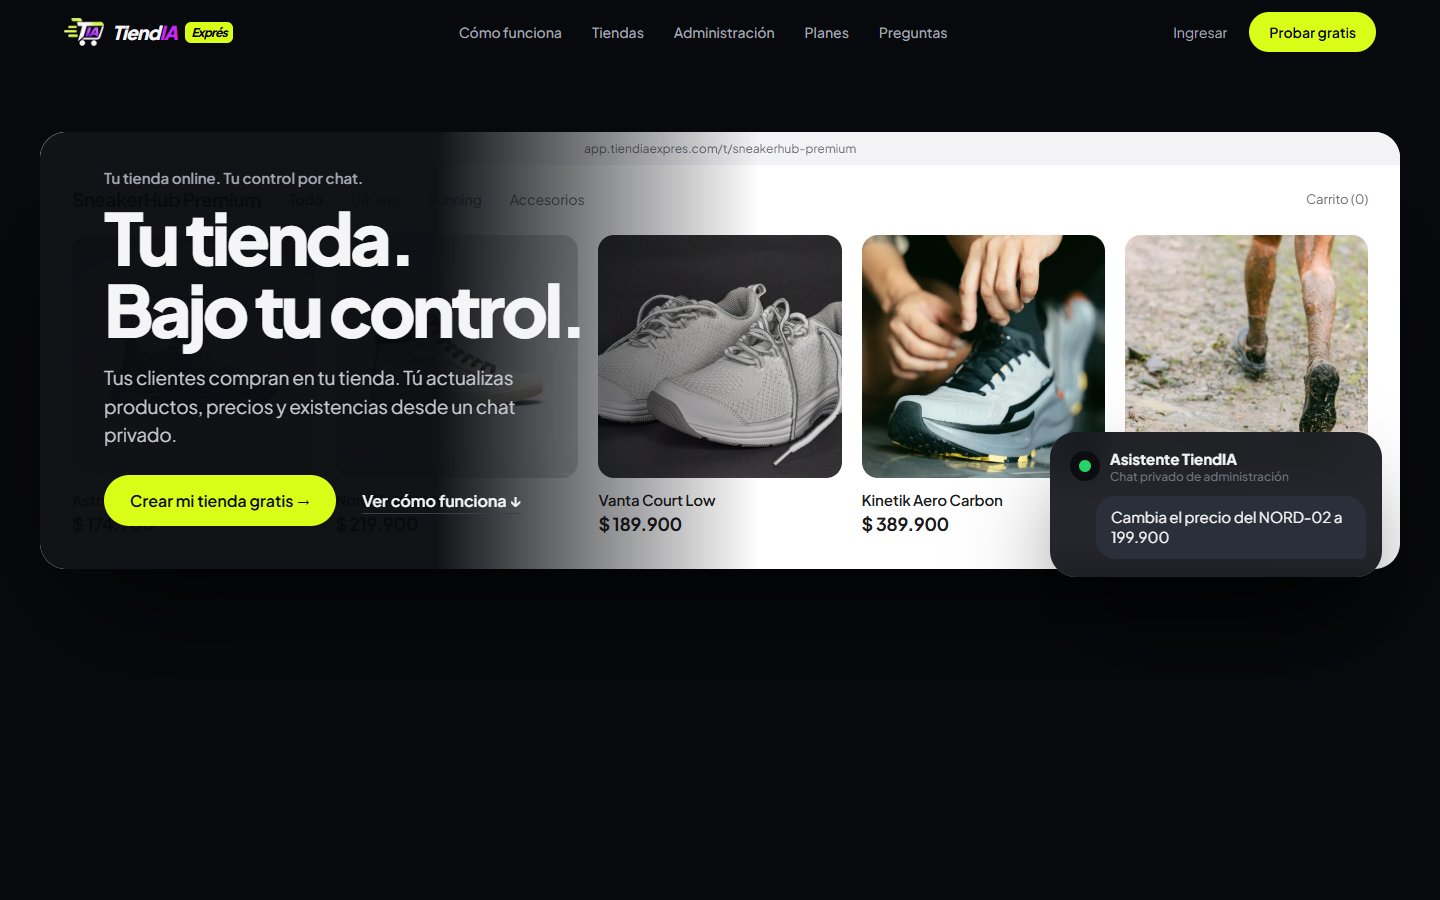 TIA TiendIA Exprés
Cómo funciona Tiendas Administración Planes Preguntas
Ingresar Probar gratis
app.tiendiaexpres.com/t/sneakerhub-premium
Tu tienda online. Tu control por chat.
SneakerHub Premium Todo Urbano Running Accesorios Carrito (0)
Tu tienda.
Bajo tu control.
Tus clientes compran en tu tienda. Tú actualizas
productos, precios y existencias desde un chat
privado.
Crear mi tienda gratis → Ver cómo funciona ↓
$ 219.900
Vanta Court Low
$ 189.900
Kinetik Aero Carbon
$ 389.900
Asistente TiendIA
Chat privado de administración
Cambia el precio del NORD-02 a
199.900